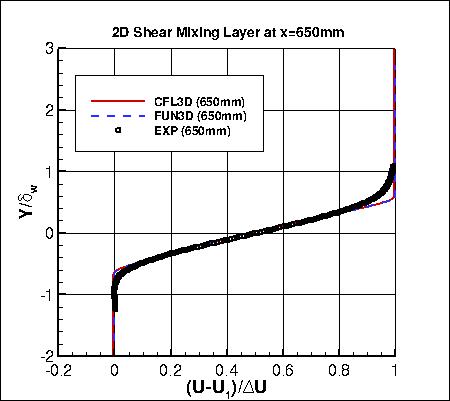 2D Shear Mixing Layer at x=650mm
3
2
1
0
-1
-2
Y/δw
CFL3D (650mm)
FUN3D (650mm)
EXP (650mm)
-0.2 0 0.2 0.4 0.6 0.8 1
(U-U1)/ΔU